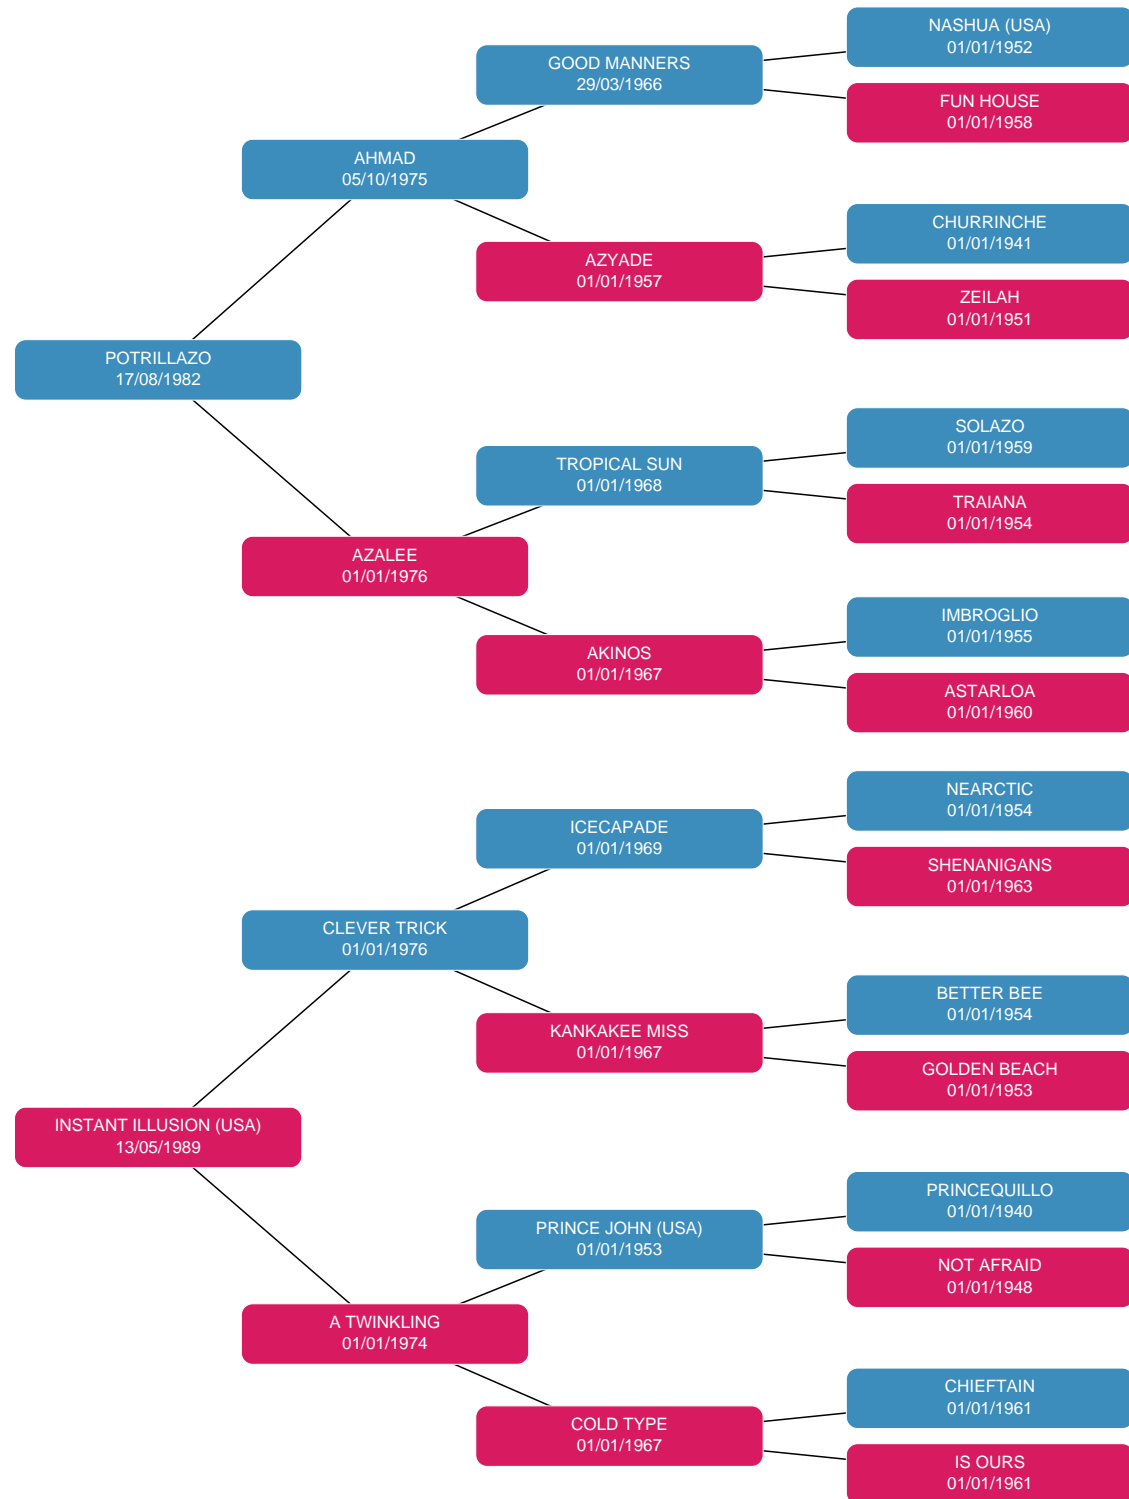 NASHUA (USA)
01/01/1952
GOOD MANNERS
29/03/1966
FUN HOUSE
01/01/1958
AHMAD
05/10/1975
CHURRINCHE
01/01/1941
AZYADE
01/01/1957
ZEILAH
01/01/1951
POTRILLAZO
17/08/1982
SOLAZO
01/01/1959
TROPICAL SUN
01/01/1968
TRAIANA
01/01/1954
AZALEE
01/01/1976
IMBROGLIO
01/01/1955
AKINOS
01/01/1967
ASTARLOA
01/01/1960
NEARCTIC
01/01/1954
ICECAPADE
01/01/1969
SHENANIGANS
01/01/1963
CLEVER TRICK
01/01/1976
BETTER BEE
01/01/1954
KANKAKEE MISS
01/01/1967
GOLDEN BEACH
01/01/1953
INSTANT ILLUSION (USA)
13/05/1989
PRINCEQUILLO
01/01/1940
PRINCE JOHN (USA)
01/01/1953
NOT AFRAID
01/01/1948
A TWINKLING
01/01/1974
CHIEFTAIN
01/01/1961
COLD TYPE
01/01/1967
IS OURS
01/01/1961